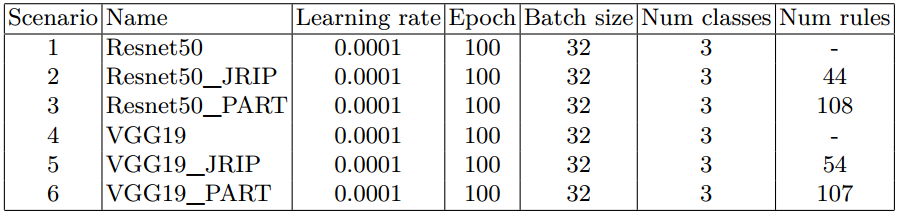 Scenario Name Learning rate Epoch Batch size Num classes Num rules
1 Resnet50 0.0001 100 32 3 -
2 Resnet50_JRIP 0.0001 100 32 3 44
3 Resnet50_PART 0.0001 100 32 3 108
4 VGG19 0.0001 100 32 3 -
5 VGG19_JRIP 0.0001 100 32 3 54
6 VGG19_PART 0.0001 100 32 3 107